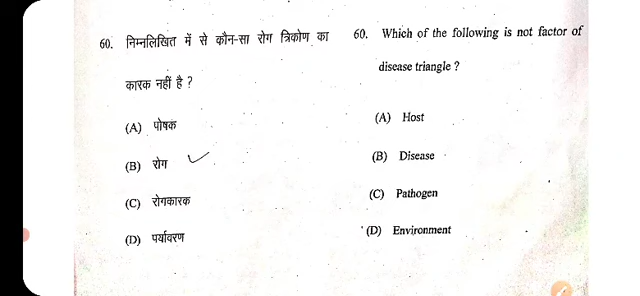 60. निम्नलिखित में से कौन-सा रोग त्रिकोण का
कारक नहीं है ?
(A) पोषक
(B) रोग
(C) रोगकारक
(D) पर्यावरण
60. Which of the following is not factor of
disease triangle ?
(A) Host
(B) Disease
(C) Pathogen
(D) Environment